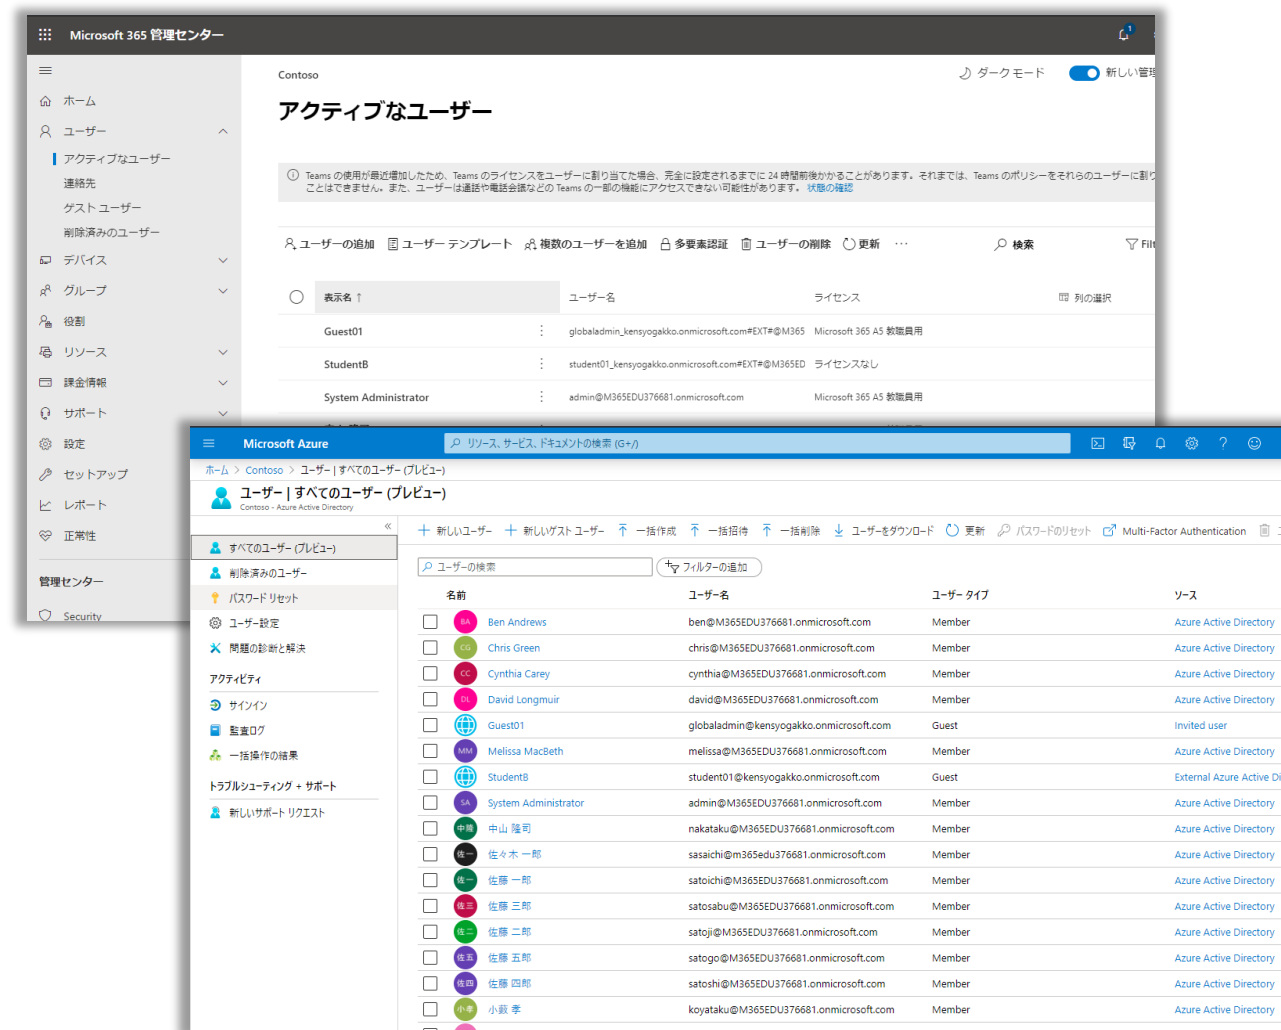 Microsoft 365 管理センター
1
Contoso
ダーク モード
新しい管理
アクティブなユーザー
ホーム
ユーザー
アクティブなユーザー
連絡先
ゲスト ユーザー
削除済みのユーザー
デバイス
グループ
役割
リソース
課金情報
サポート
設定
セットアップ
レポート
正常性
管理センター
Security
Teams の使用が最近増加したため、Teams のライセンスをユーザーに割り当てた場合、完全に設定されるまでに 24 時間前後かかることがあります。それまでは、Teams のポリシーをそれらのユーザーに割り
ことはできません。また、ユーザーは通話や電話会議などの Teams の一部の機能にアクセスできない可能性があります。 状態の確認
ユーザーの追加 ユーザー テンプレート 複数のユーザーを追加 多要素認証 ユーザーの削除 更新 … 検索 Filt
表示名 ↑ ユーザー名 ライセンス 列の選択
Guest01 globaladmin_kensyogakko.onmicrosoft.com#EXT#@M365 Microsoft 365 A5 教職員用
StudentB student01_kensyogakko.onmicrosoft.com#EXT#@M365ED ライセンスなし
System Administrator admin@M365EDU376681.onmicrosoft.com Microsoft 365 A5 教職員用
Microsoft Azure
リソース、サービス、ドキュメントの検索 (G+/)
ホーム > Contoso > ユーザー | すべてのユーザー (プレビュー)
ユーザー | すべてのユーザー (プレビュー)
Contoso - Azure Active Directory
«
すべてのユーザー (プレビュー)
削除済みのユーザー
パスワード リセット
ユーザー設定
問題の診断と解決
アクティビティ
サインイン
監査ログ
一括操作の結果
トラブルシューティング + サポート
新しいサポート リクエスト
新しいユーザー 新しいゲスト ユーザー 一括作成 一括招待 一括削除 ユーザーをダウンロード 更新 パスワードのリセット Multi-Factor Authentication
ユーザーの検索 フィルターの追加
名前 ユーザー名 ユーザー タイプ ソース
BA Ben Andrews ben@M365EDU376681.onmicrosoft.com Member Azure Active Directory
CG Chris Green chris@M365EDU376681.onmicrosoft.com Member Azure Active Directory
CC Cynthia Carey cynthia@M365EDU376681.onmicrosoft.com Member Azure Active Directory
DL David Longmuir david@M365EDU376681.onmicrosoft.com Member Azure Active Directory
Guest01 globaladmin@kensyogakko.onmicrosoft.com Guest Invited user
MM Melissa MacBeth melissa@M365EDU376681.onmicrosoft.com Member Azure Active Directory
StudentB student01@kensyogakko.onmicrosoft.com Guest External Azure Active Di
SA System Administrator admin@M365EDU376681.onmicrosoft.com Member Azure Active Directory
中隆 中山 隆司 nakataku@M365EDU376681.onmicrosoft.com Member Azure Active Directory
佐一 佐々木 一郎 sasaichi@m365edu376681.onmicrosoft.com Member Azure Active Directory
佐一 佐藤 一郎 satoichi@M365EDU376681.onmicrosoft.com Member Azure Active Directory
佐三 佐藤 三郎 satosabu@M365EDU376681.onmicrosoft.com Member Azure Active Directory
佐二 佐藤 二郎 satoji@M365EDU376681.onmicrosoft.com Member Azure Active Directory
佐五 佐藤 五郎 satogo@M365EDU376681.onmicrosoft.com Member Azure Active Directory
佐四 佐藤 四郎 satoshi@M365EDU376681.onmicrosoft.com Member Azure Active Directory
小孝 小薮 孝 koyataku@M365EDU376681.onmicrosoft.com Member Azure Active Directory